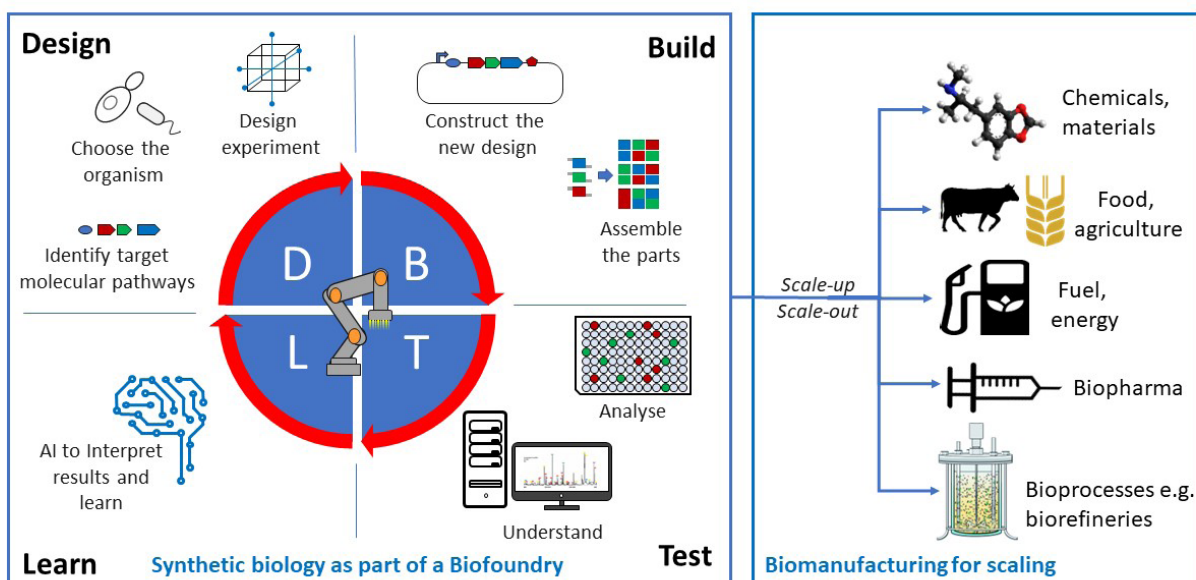 Design
Build
Choose the
organism
Design
experiment
Construct the
new design
Identify target
molecular pathways
Assemble
the parts
D
B
L
T
AI to Interpret
results and
learn
Analyse
Understand
Learn
Synthetic biology as part of a Biofoundry
Test
Scale-up
Scale-out
H₃C
N
H
CH₃
O
O
Chemicals,
materials
Food,
agriculture
Fuel,
energy
Biopharma
Bioprocesses e.g.
biorefineries
Biomanufacturing for scaling